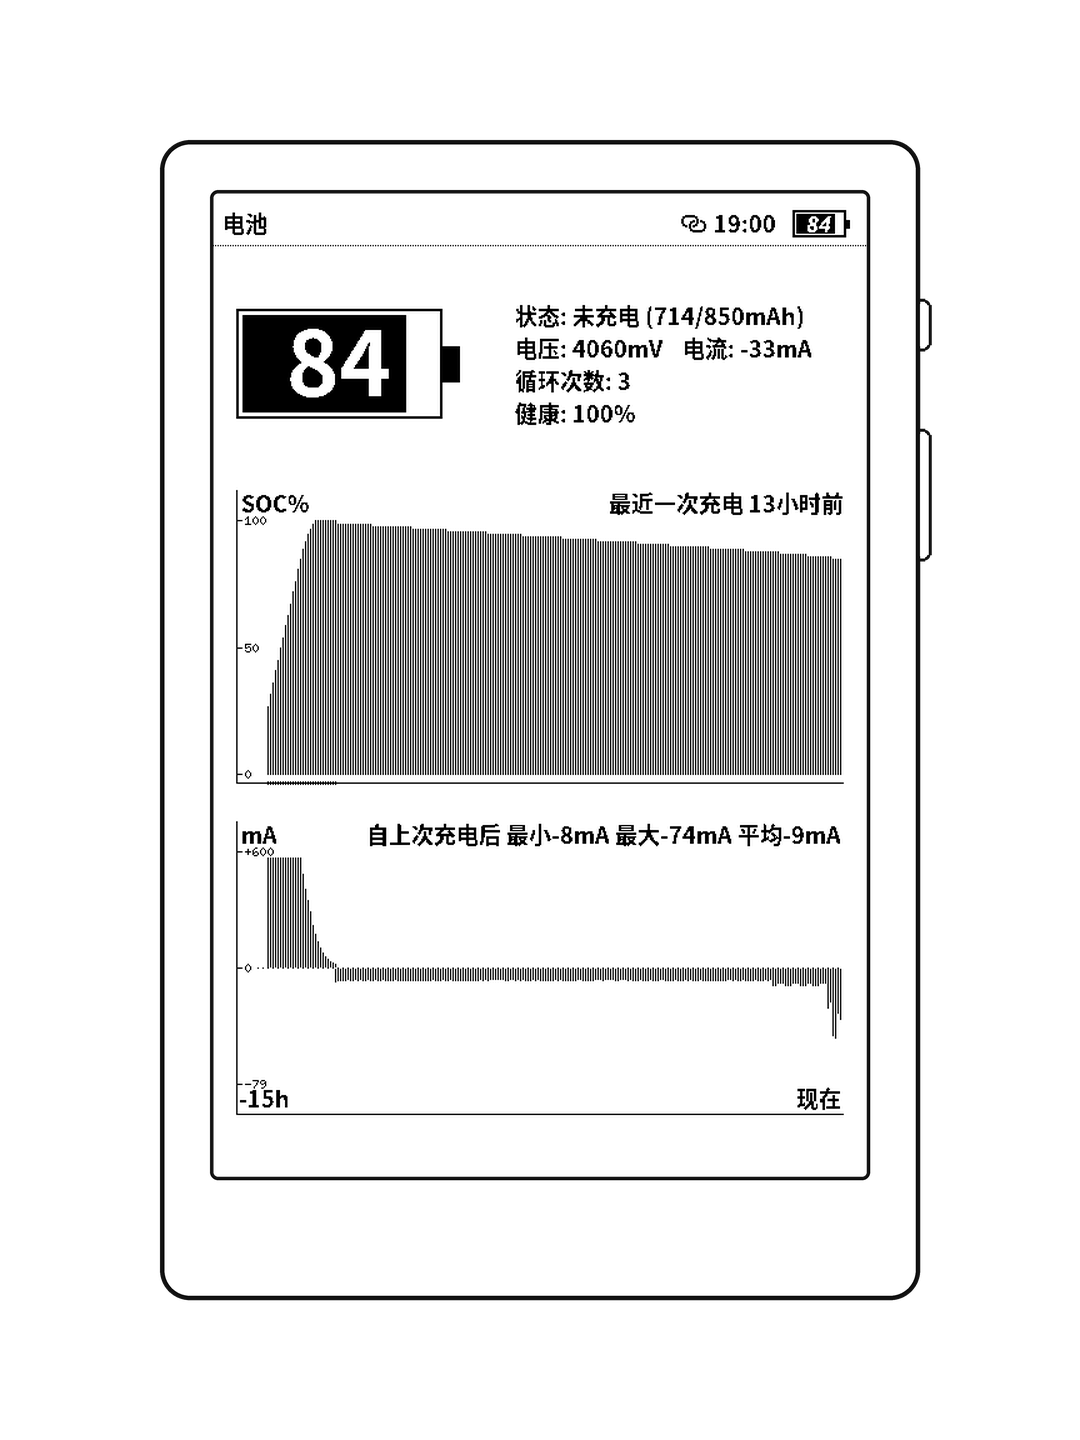 电池 19:00 84
84
状态: 未充电 (714/850mAh)
电压: 4060mV 电流: -33mA
循环次数: 3
健康: 100%
SOC% 最近一次充电 13小时前
100
50
0
mA 自上次充电后 最小-8mA 最大-74mA 平均-9mA
+600
0
-79
-15h 现在